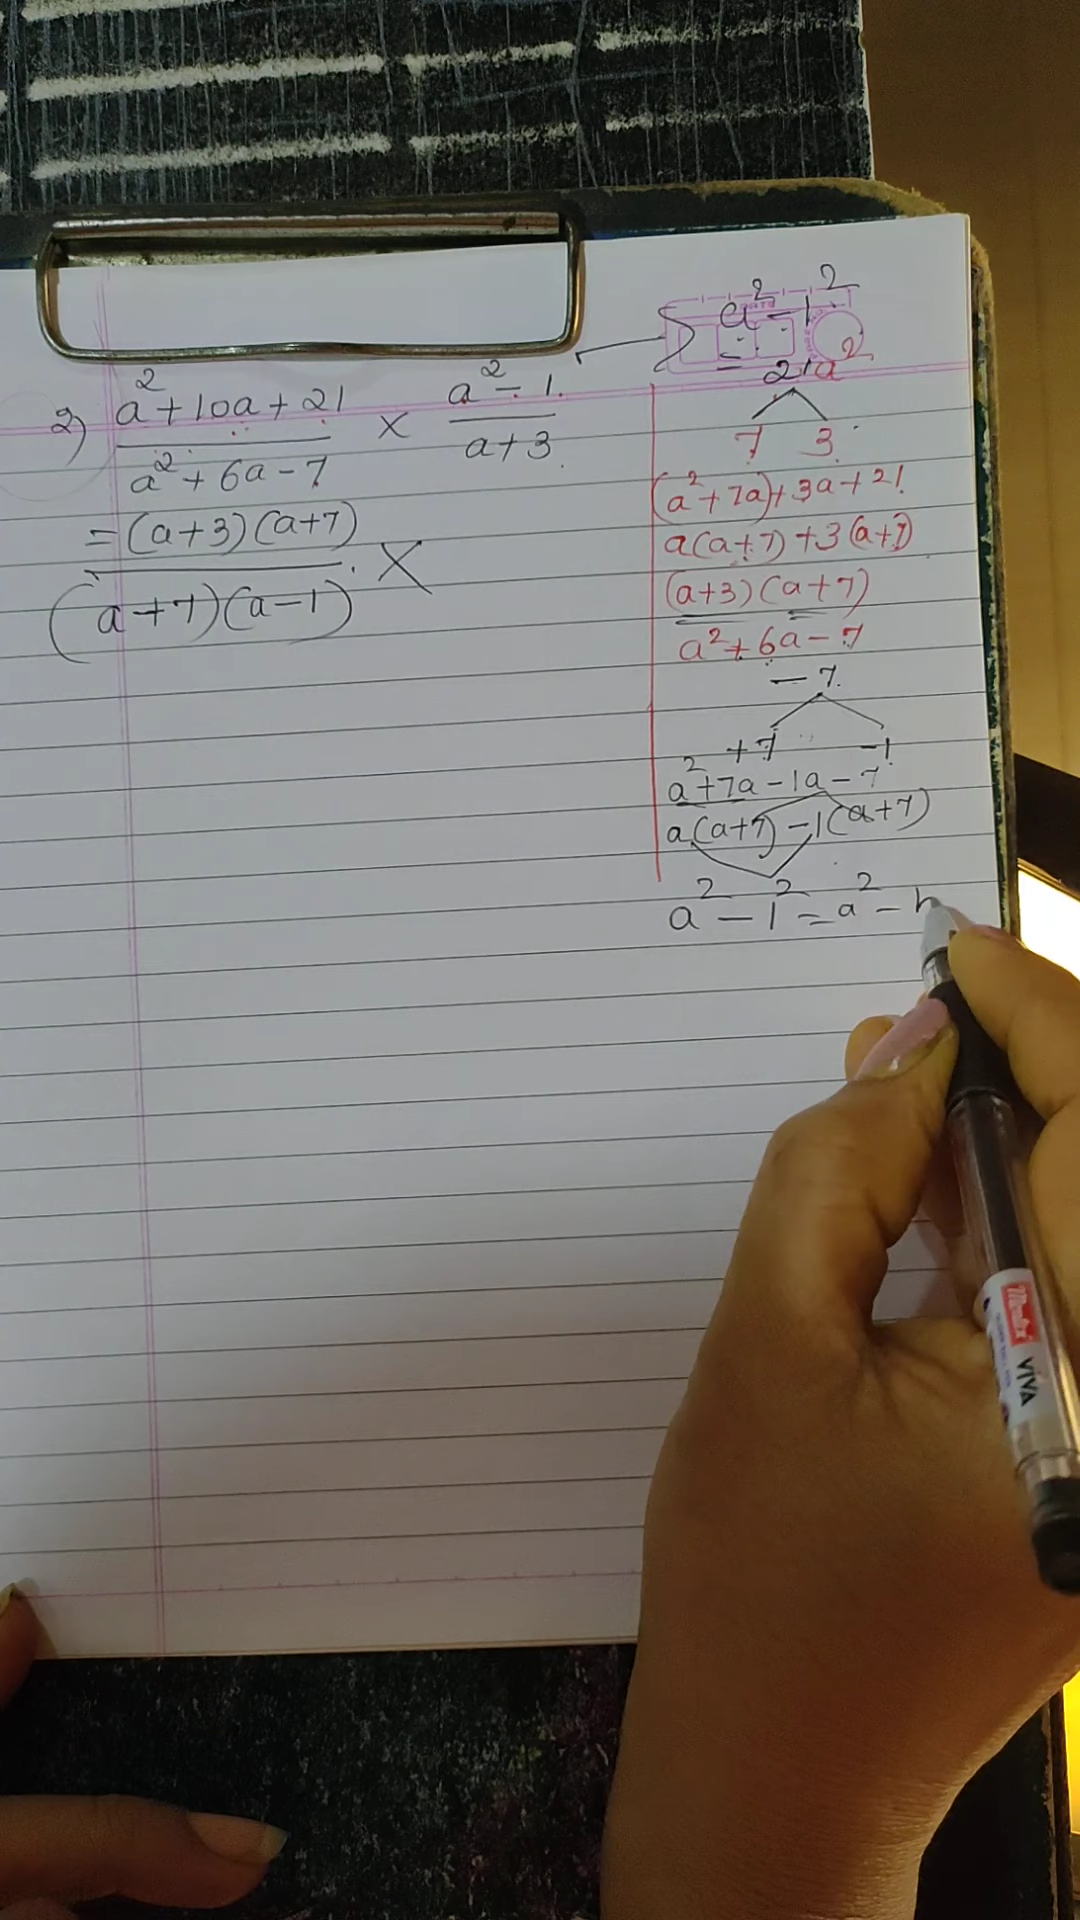 2) a²+10a+21 / a²+6a-7 × a²-1 / a+3
= (a+3)(a+7) / (a+7)(a-1) ×
a²-1²
21a²
7 3
(a²+7a)+3a+21
a(a+7)+3(a+7)
(a+3)(a+7)
a²+6a-7
-7
+7 -1
a²+7a-1a-7
a(a+7)-1(a+7)
a²-1²=a²-b
VIVA